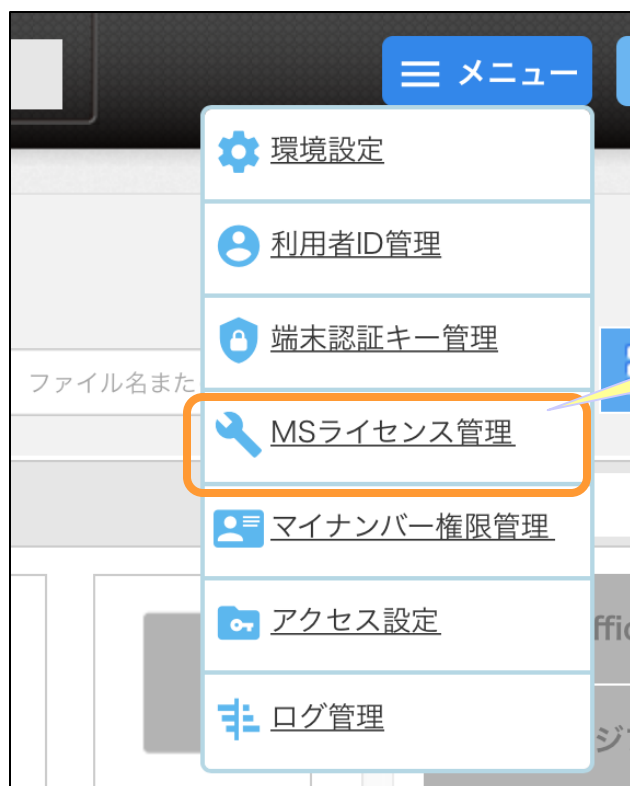 メニュー
環境設定
利用者ID管理
端末認証キー管理
ファイル名また
MSライセンス管理
マイナンバー権限管理
アクセス設定
ログ管理